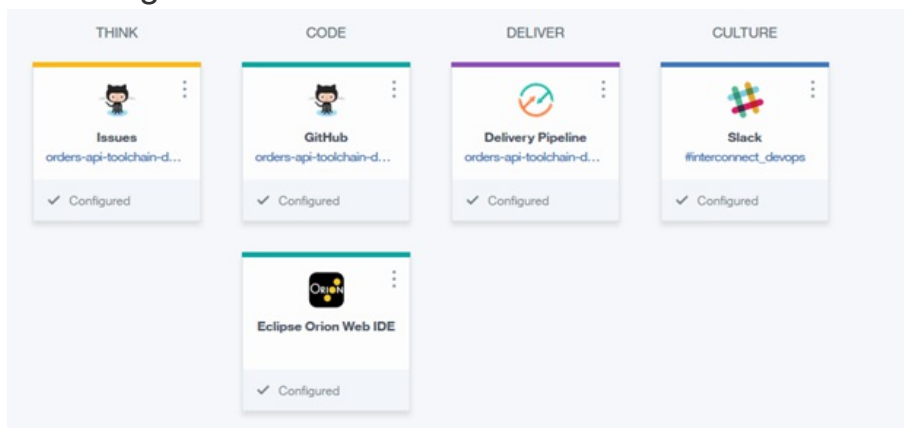 THINK
CODE
DELIVER
CULTURE
Issues
orders-api-toolchain-d...
Configured
GitHub
orders-api-toolchain-d...
Configured
Delivery Pipeline
orders-api-toolchain-d...
Configured
Slack
#interconnect_devops
Configured
ORION
Eclipse Orion Web IDE
Configured